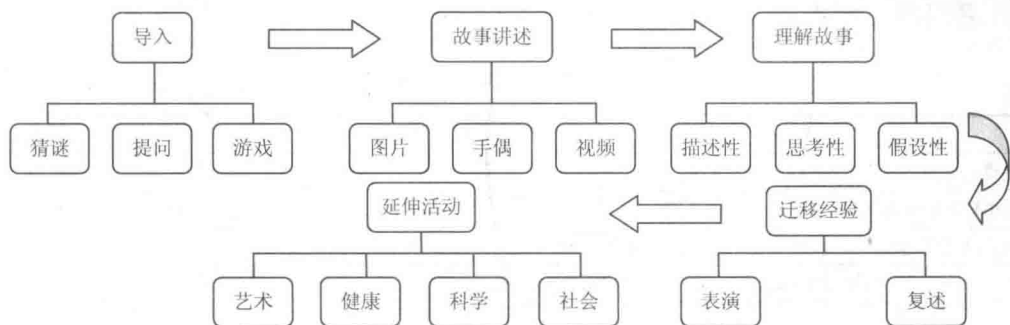 导入
故事讲述
理解故事
猜谜
提问
游戏
图片
手偶
视频
描述性
思考性
假设性
延伸活动
迁移经验
艺术
健康
科学
社会
表演
复述